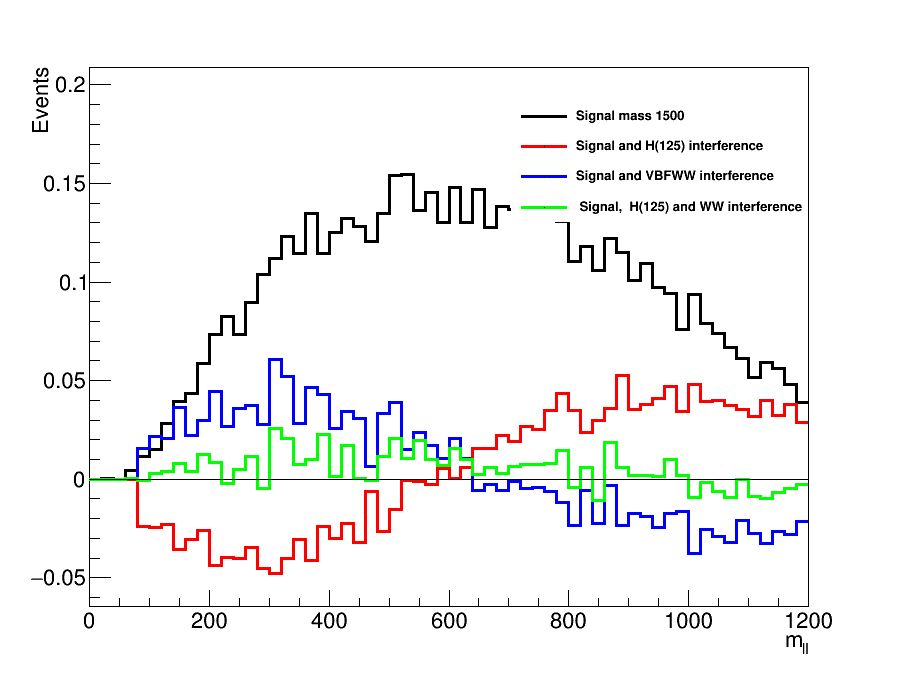 Events
0.2
0.15
0.1
0.05
0
−0.05
Signal mass 1500
Signal and H(125) interference
Signal and VBFWW interference
Signal, H(125) and WW interference
0 200 400 600 800 1000 1200
m_ll